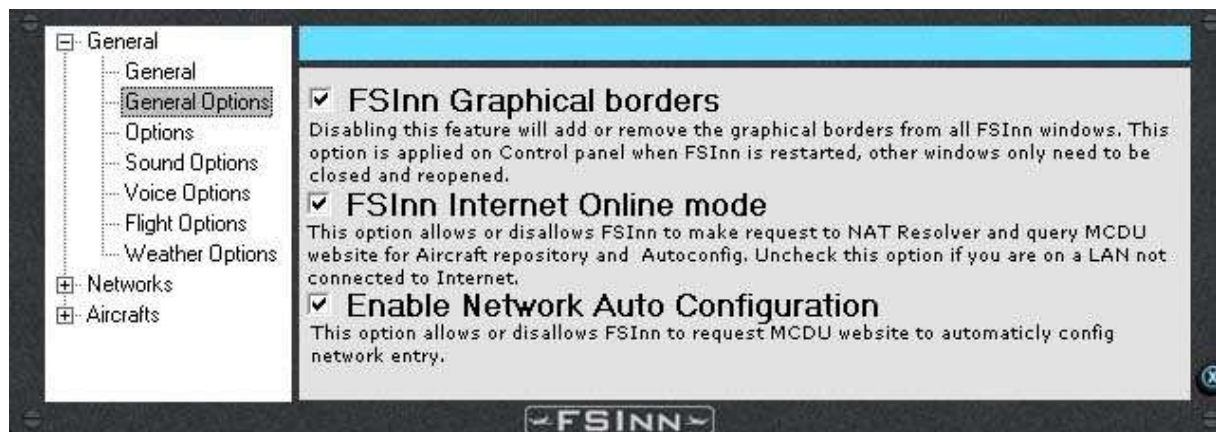 General
General
General Options
Options
Sound Options
Voice Options
Flight Options
Weather Options
Networks
Aircrafts
FSInn Graphical borders
Disabling this feature will add or remove the graphical borders from all FSInn windows. This
option is applied on Control panel when FSInn is restarted, other windows only need to be
closed and reopened.
FSInn Internet Online mode
This option allows or disallows FSInn to make request to NAT Resolver and query MCDU
website for Aircraft repository and Autoconfig. Uncheck this option if you are on a LAN not
connected to Internet.
Enable Network Auto Configuration
This option allows or disallows FSInn to request MCDU website to automaticly config
network entry.
X
FSINN